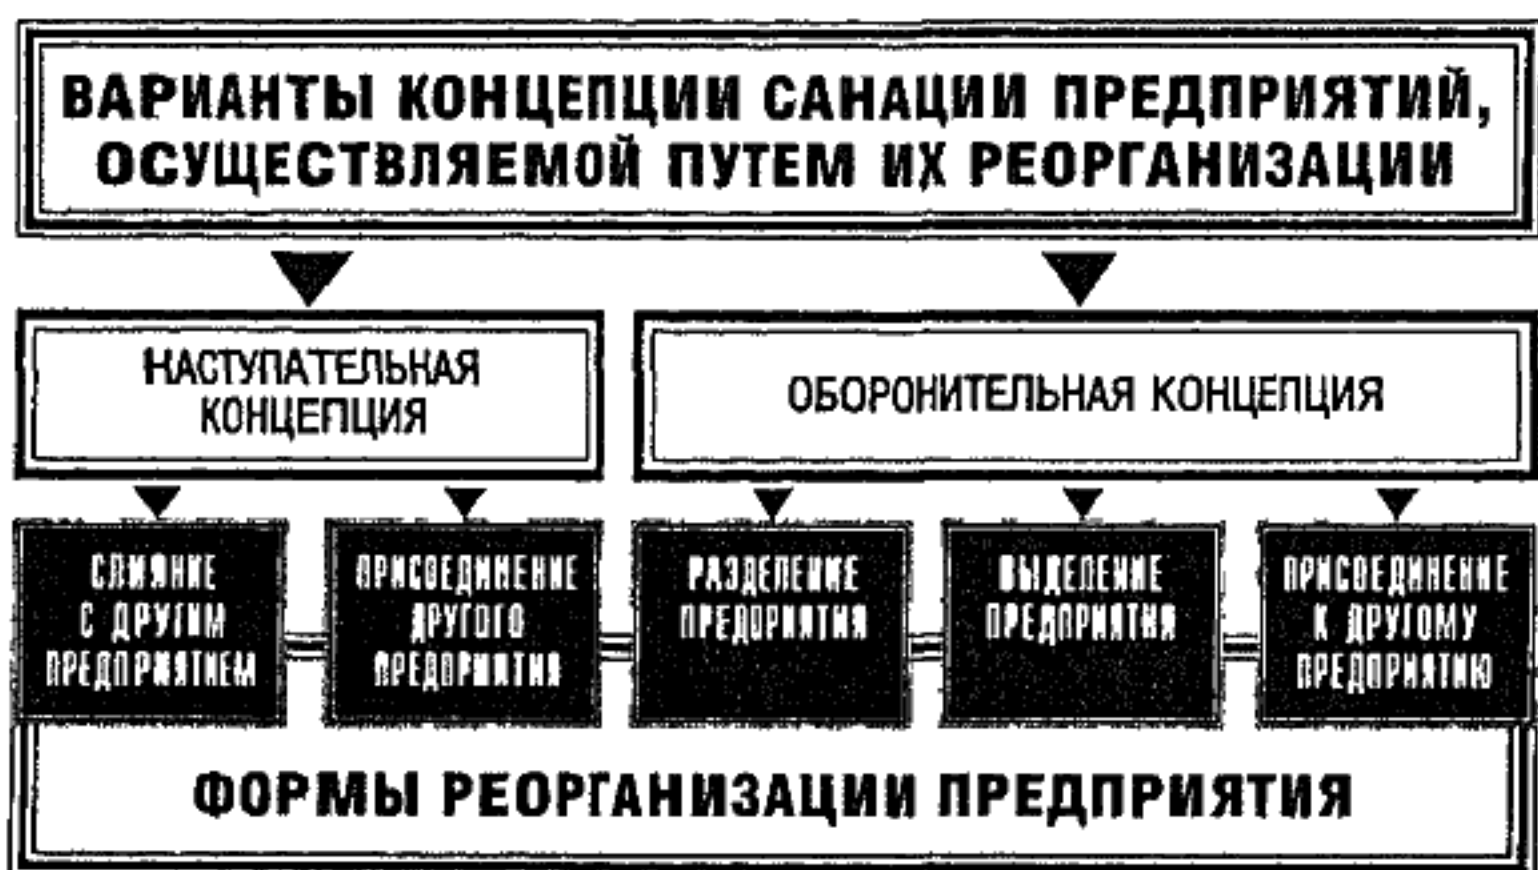 ВАРИАНТЫ КОНЦЕПЦИИ САНАЦИИ ПРЕДПРИЯТИЙ,
ОСУЩЕСТВЛЯЕМОЙ ПУТЕМ ИХ РЕОРГАНИЗАЦИИ
НАСТУПАТЕЛЬНАЯ
КОНЦЕПЦИЯ
ОБОРОНИТЕЛЬНАЯ КОНЦЕПЦИЯ
СЛИЯНИЕ
С ДРУГИМ
ПРЕДПРИЯТИЕМ
ПРИСОЕДИНЕНИЕ
ДРУГОГО
ПРЕДПРИЯТИЯ
РАЗДЕЛЕНИЕ
ПРЕДПРИЯТИЯ
ВЫДЕЛЕНИЕ
ПРЕДПРИЯТИЯ
ПРИСОЕДИНЕНИЕ
К ДРУГОМУ
ПРЕДПРИЯТИЮ
ФОРМЫ РЕОРГАНИЗАЦИИ ПРЕДПРИЯТИЯ